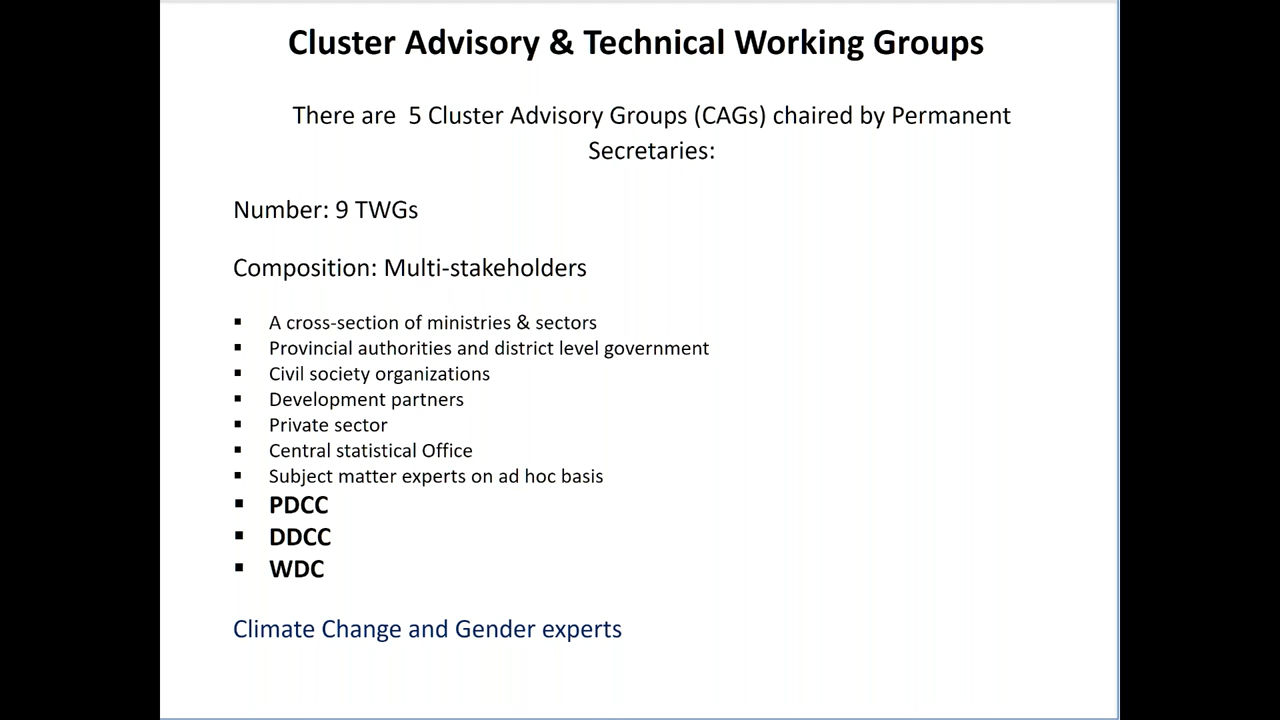 Cluster Advisory & Technical Working Groups
There are 5 Cluster Advisory Groups (CAGs) chaired by Permanent
Secretaries:
Number: 9 TWGs
Composition: Multi-stakeholders
▪ A cross-section of ministries & sectors
▪ Provincial authorities and district level government
▪ Civil society organizations
▪ Development partners
▪ Private sector
▪ Central statistical Office
▪ Subject matter experts on ad hoc basis
▪ PDCC
▪ DDCC
▪ WDC
Climate Change and Gender experts